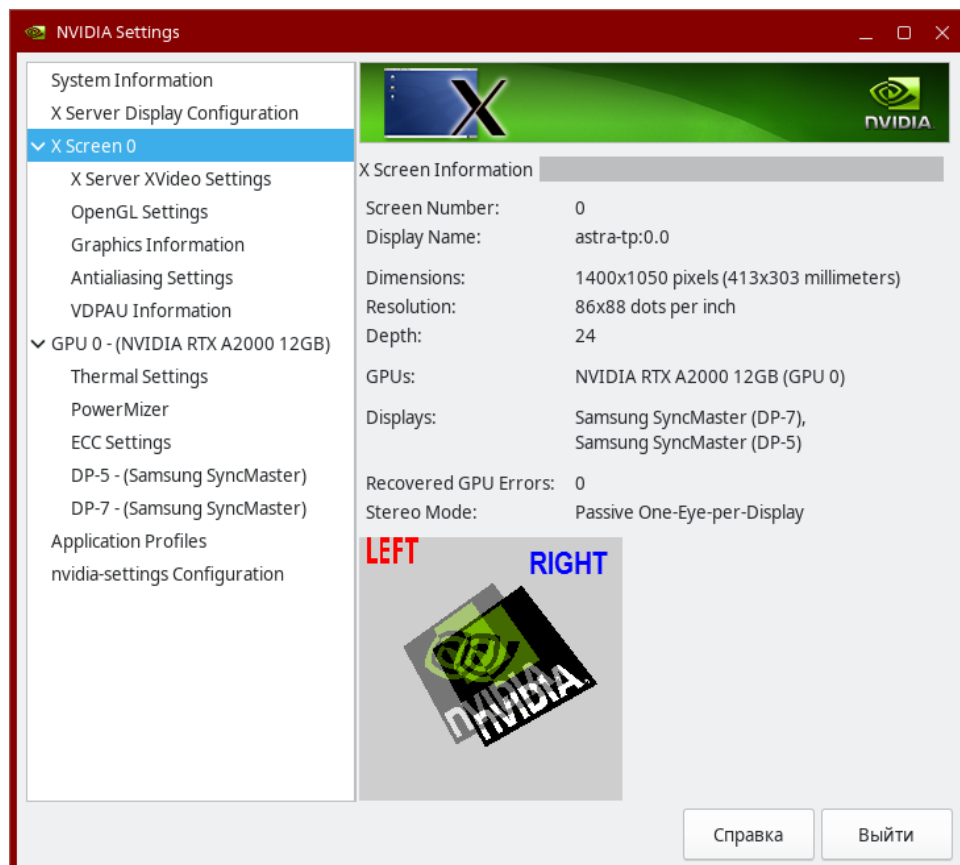 NVIDIA Settings
System Information
X Server Display Configuration
X Screen 0
X Server XVideo Settings
OpenGL Settings
Graphics Information
Antialiasing Settings
VDPAU Information
GPU 0 - (NVIDIA RTX A2000 12GB)
Thermal Settings
PowerMizer
ECC Settings
DP-5 - (Samsung SyncMaster)
DP-7 - (Samsung SyncMaster)
Application Profiles
nvidia-settings Configuration
X
NVIDIA
X Screen Information
Screen Number: 0
Display Name: astra-tp:0.0
Dimensions: 1400x1050 pixels (413x303 millimeters)
Resolution: 86x88 dots per inch
Depth: 24
GPUs: NVIDIA RTX A2000 12GB (GPU 0)
Displays: Samsung SyncMaster (DP-7),
Samsung SyncMaster (DP-5)
Recovered GPU Errors: 0
Stereo Mode: Passive One-Eye-per-Display
LEFT
RIGHT
nVIDIA
nVIDIA
Справка
Выйти